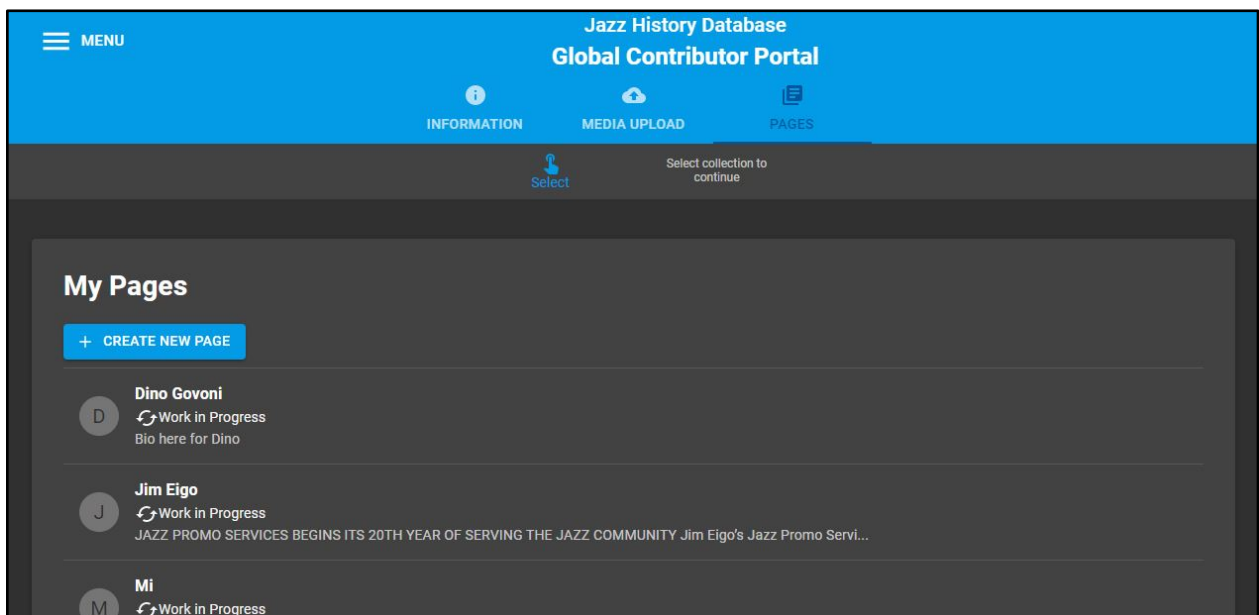 MENU
Jazz History Database
Global Contributor Portal
INFORMATION
MEDIA UPLOAD
PAGES
Select
Select collection to
continue
My Pages
+ CREATE NEW PAGE
D
Dino Govoni
Work in Progress
Bio here for Dino
J
Jim Eigo
Work in Progress
JAZZ PROMO SERVICES BEGINS ITS 20TH YEAR OF SERVING THE JAZZ COMMUNITY Jim Eigo's Jazz Promo Servi...
M
Mi
Work in Progress